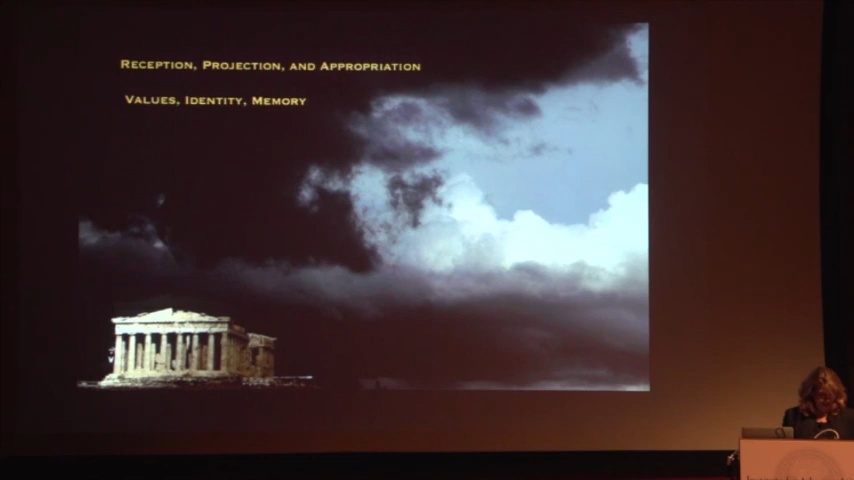 Reception, Projection, and Appropriation
Values, Identity, Memory